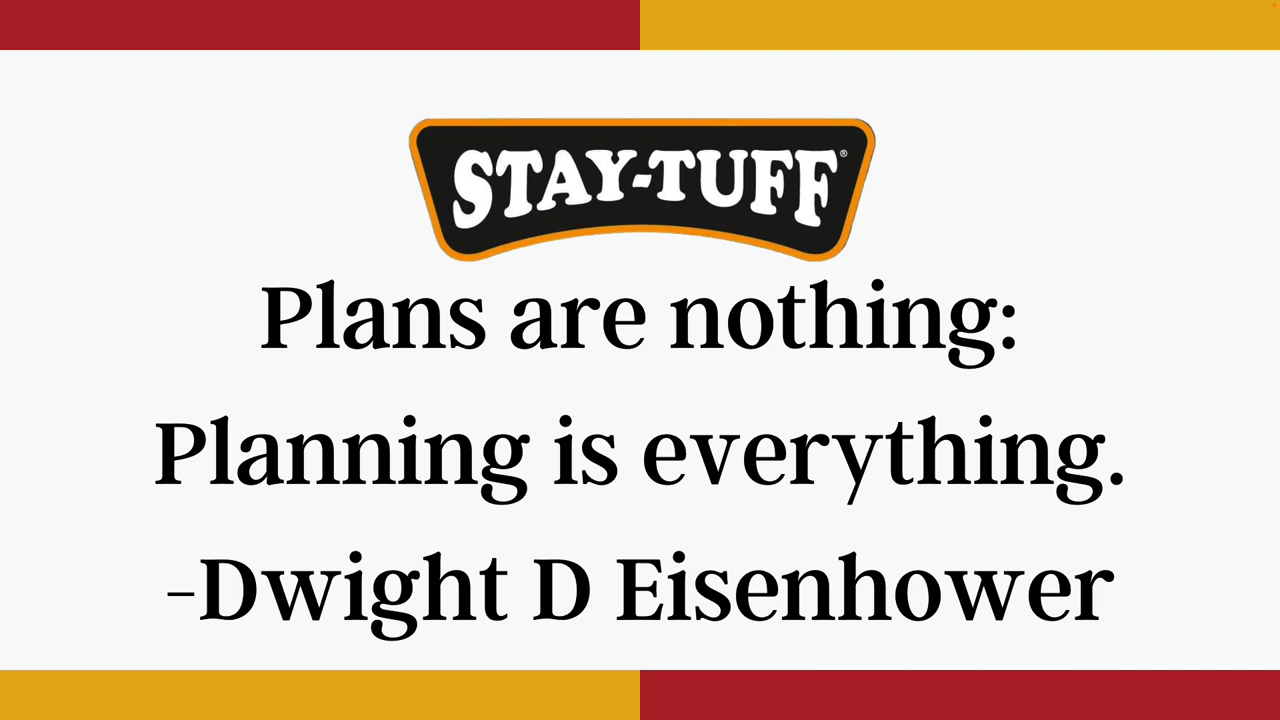 STAY-TUFF®
Plans are nothing:
Planning is everything.
-Dwight D Eisenhower